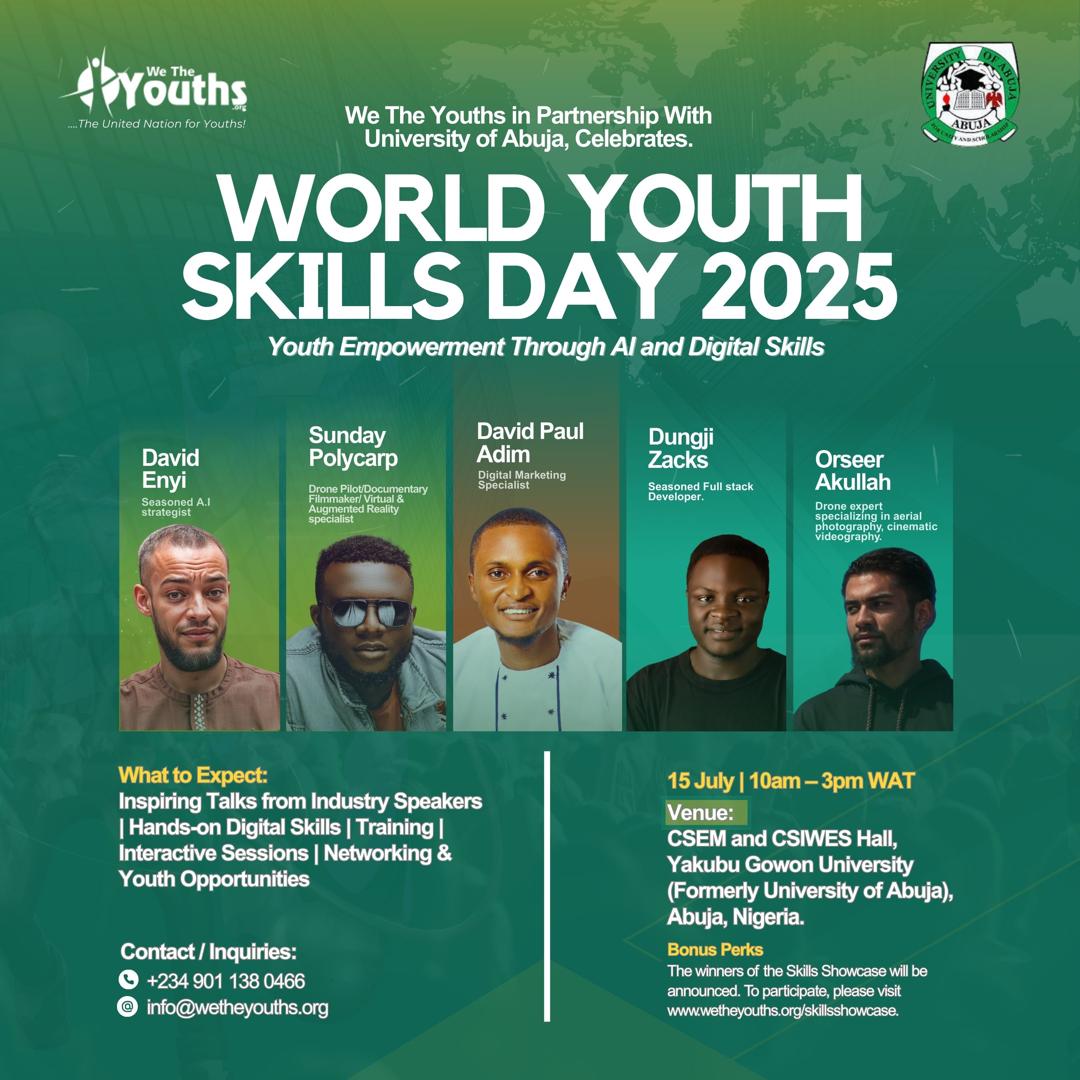 We The
Youths
.org
....The United Nation for Youths!
UNIVERSITY OF ABUJA
ABUJA
We The Youths in Partnership With
University of Abuja, Celebrates.
WORLD YOUTH
SKILLS DAY 2025
Youth Empowerment Through AI and Digital Skills
David
Enyi
Seasoned A.I
strategist
Sunday
Polycarp
Drone Pilot/Documentary
Filmmaker/ Virtual &
Augmented Reality
specialist
David Paul
Adim
Digital Marketing
Specialist
Dungji
Zacks
Seasoned Full stack
Developer.
Orseer
Akullah
Drone expert
specializing in aerial
photography, cinematic
videography.
What to Expect:
Inspiring Talks from Industry Speakers
| Hands-on Digital Skills | Training |
Interactive Sessions | Networking &
Youth Opportunities
Contact / Inquiries:
+234 901 138 0466
info@wetheyouths.org
15 July | 10am – 3pm WAT
Venue:
CSEM and CSIWES Hall,
Yakubu Gowon University
(Formerly University of Abuja),
Abuja, Nigeria.
Bonus Perks
The winners of the Skills Showcase will be
announced. To participate, please visit
www.wetheyouths.org/skillsshowcase.